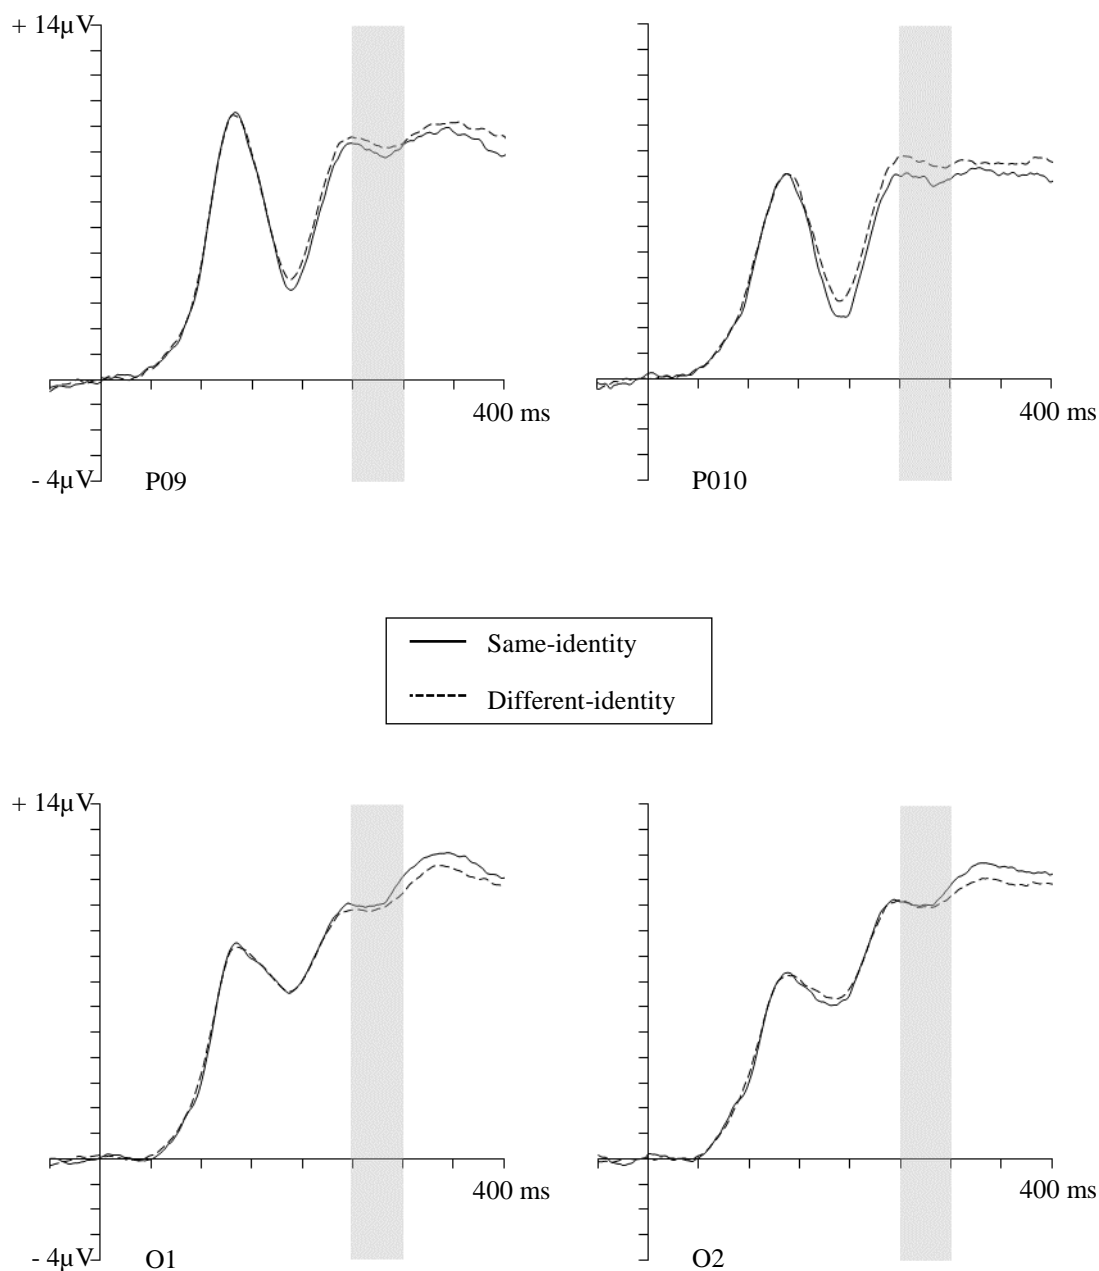 + 14µV
400 ms
400 ms
- 4µV
P09
P010
Same-identity
Different-identity
+ 14µV
400 ms
400 ms
- 4µV
O1
O2